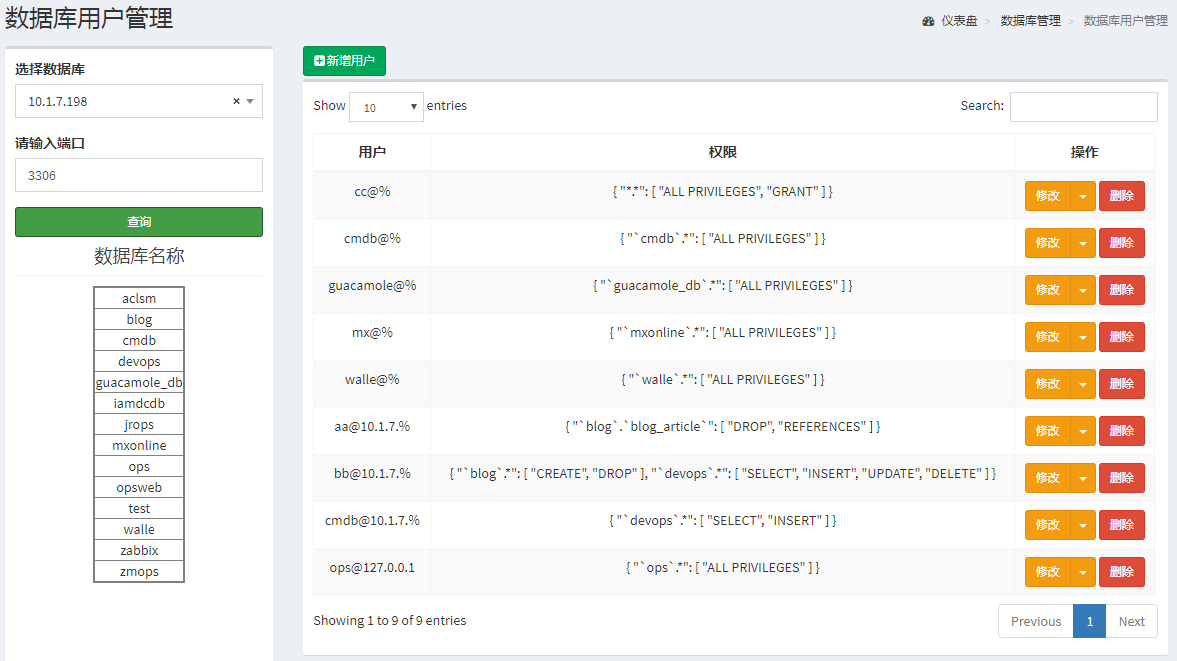 数据库用户管理
仪表盘 > 数据库管理 > 数据库用户管理
选择数据库
10.1.7.198 ×
请输入端口
3306
查询
数据库名称
aclsm
blog
cmdb
devops
guacamole_db
iamdcdb
jrops
mxonline
ops
opsweb
test
walle
zabbix
zmops
新增用户
Show 10 entries
Search:
用户 权限 操作
cc@% { "*.*": [ "ALL PRIVILEGES", "GRANT" ] } 修改 删除
cmdb@% { "`cmdb`.*": [ "ALL PRIVILEGES" ] } 修改 删除
guacamole@% { "`guacamole_db`.*": [ "ALL PRIVILEGES" ] } 修改 删除
mx@% { "`mxonline`.*": [ "ALL PRIVILEGES" ] } 修改 删除
walle@% { "`walle`.*": [ "ALL PRIVILEGES" ] } 修改 删除
aa@10.1.7.% { "`blog`.`blog_article`": [ "DROP", "REFERENCES" ] } 修改 删除
bb@10.1.7.% { "`blog`.*": [ "CREATE", "DROP" ], "`devops`.*": [ "SELECT", "INSERT", "UPDATE", "DELETE" ] } 修改 删除
cmdb@10.1.7.% { "`devops`.*": [ "SELECT", "INSERT" ] } 修改 删除
ops@127.0.0.1 { "`ops`.*": [ "ALL PRIVILEGES" ] } 修改 删除
Showing 1 to 9 of 9 entries
Previous 1 Next